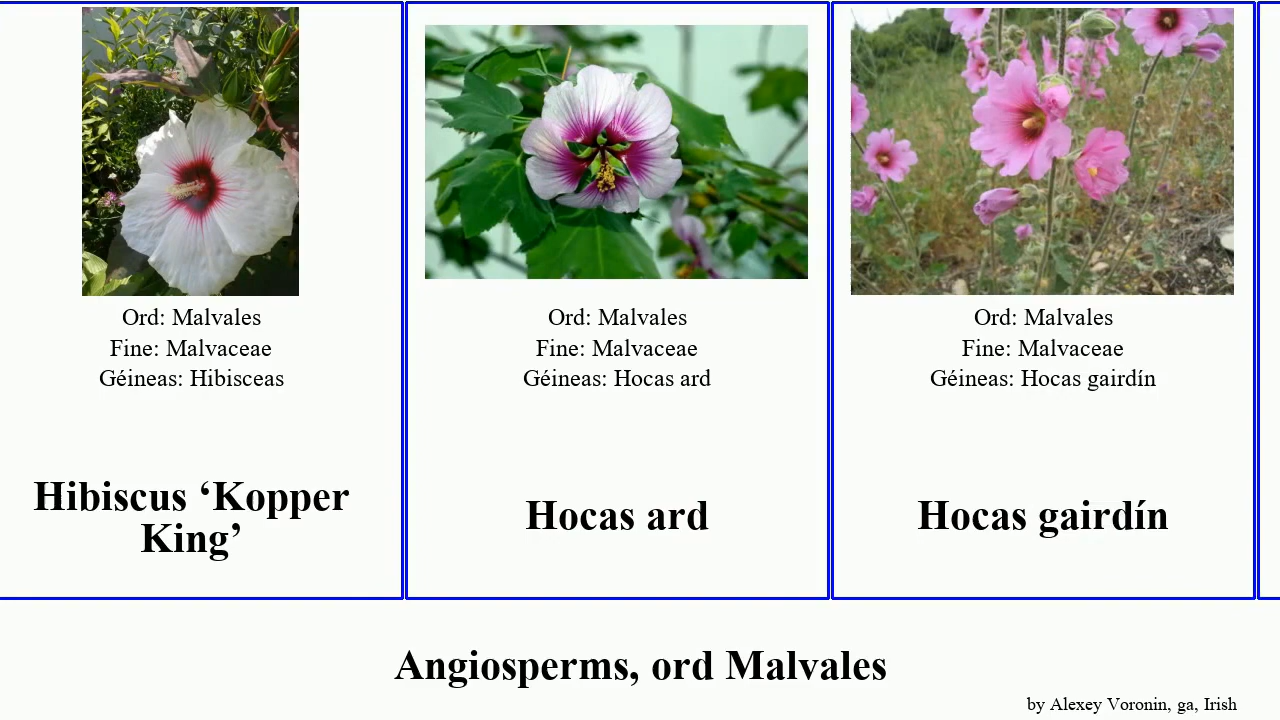 Ord: Malvales
Fine: Malvaceae
Géineas: Hibisceas
Hibiscus ‘Kopper
King’
Ord: Malvales
Fine: Malvaceae
Géineas: Hocas ard
Hocas ard
Ord: Malvales
Fine: Malvaceae
Géineas: Hocas gairdín
Hocas gairdín
Angiosperms, ord Malvales
by Alexey Voronin, ga, Irish